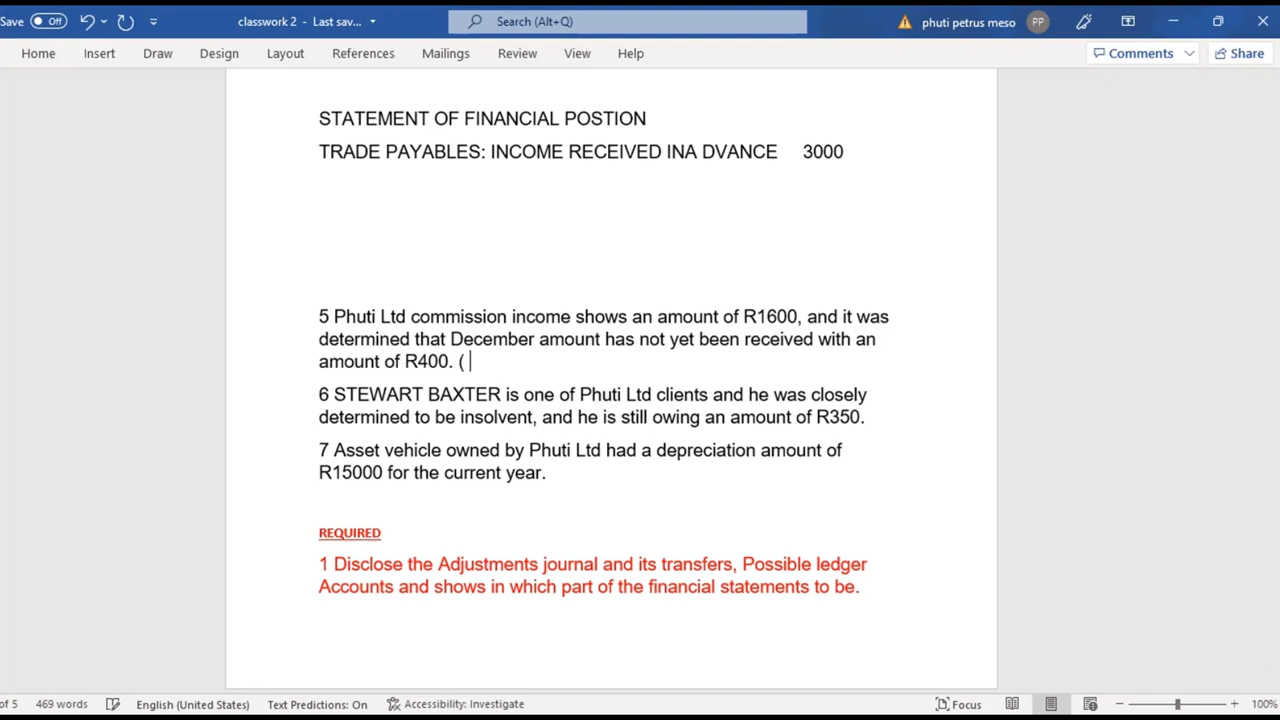 Save Off classwork 2 - Last sav... Search (Alt+Q) phuti petrus meso PP
Home Insert Draw Design Layout References Mailings Review View Help Comments Share
STATEMENT OF FINANCIAL POSTION
TRADE PAYABLES: INCOME RECEIVED INA DVANCE 3000
5 Phuti Ltd commission income shows an amount of R1600, and it was
determined that December amount has not yet been received with an
amount of R400. (
6 STEWART BAXTER is one of Phuti Ltd clients and he was closely
determined to be insolvent, and he is still owing an amount of R350.
7 Asset vehicle owned by Phuti Ltd had a depreciation amount of
R15000 for the current year.
REQUIRED
1 Disclose the Adjustments journal and its transfers, Possible ledger
Accounts and shows in which part of the financial statements to be.
of 5 469 words English (United States) Text Predictions: On Accessibility: Investigate Focus 100%